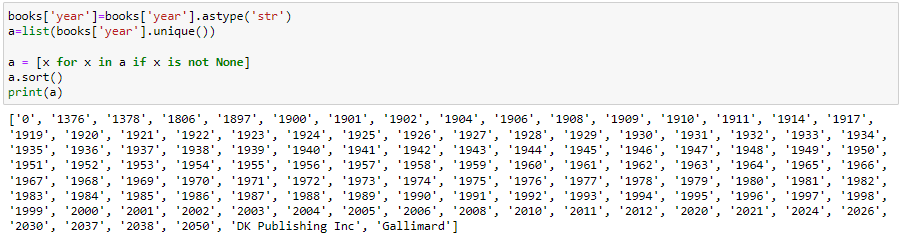 books['year']=books['year'].astype('str')
a=list(books['year'].unique())
a = [x for x in a if x is not None]
a.sort()
print(a)
['0', '1376', '1378', '1806', '1897', '1900', '1901', '1902', '1904', '1906', '1908', '1909', '1910', '1911', '1914', '1917',
'1919', '1920', '1921', '1922', '1923', '1924', '1925', '1926', '1927', '1928', '1929', '1930', '1931', '1932', '1933', '1934',
'1935', '1936', '1937', '1938', '1939', '1940', '1941', '1942', '1943', '1944', '1945', '1946', '1947', '1948', '1949', '1950',
'1951', '1952', '1953', '1954', '1955', '1956', '1957', '1958', '1959', '1960', '1961', '1962', '1963', '1964', '1965', '1966',
'1967', '1968', '1969', '1970', '1971', '1972', '1973', '1974', '1975', '1976', '1977', '1978', '1979', '1980', '1981', '1982',
'1983', '1984', '1985', '1986', '1987', '1988', '1989', '1990', '1991', '1992', '1993', '1994', '1995', '1996', '1997', '1998',
'1999', '2000', '2001', '2002', '2003', '2004', '2005', '2006', '2008', '2010', '2011', '2012', '2020', '2021', '2024', '2026',
'2030', '2037', '2038', '2050', 'DK Publishing Inc', 'Gallimard']